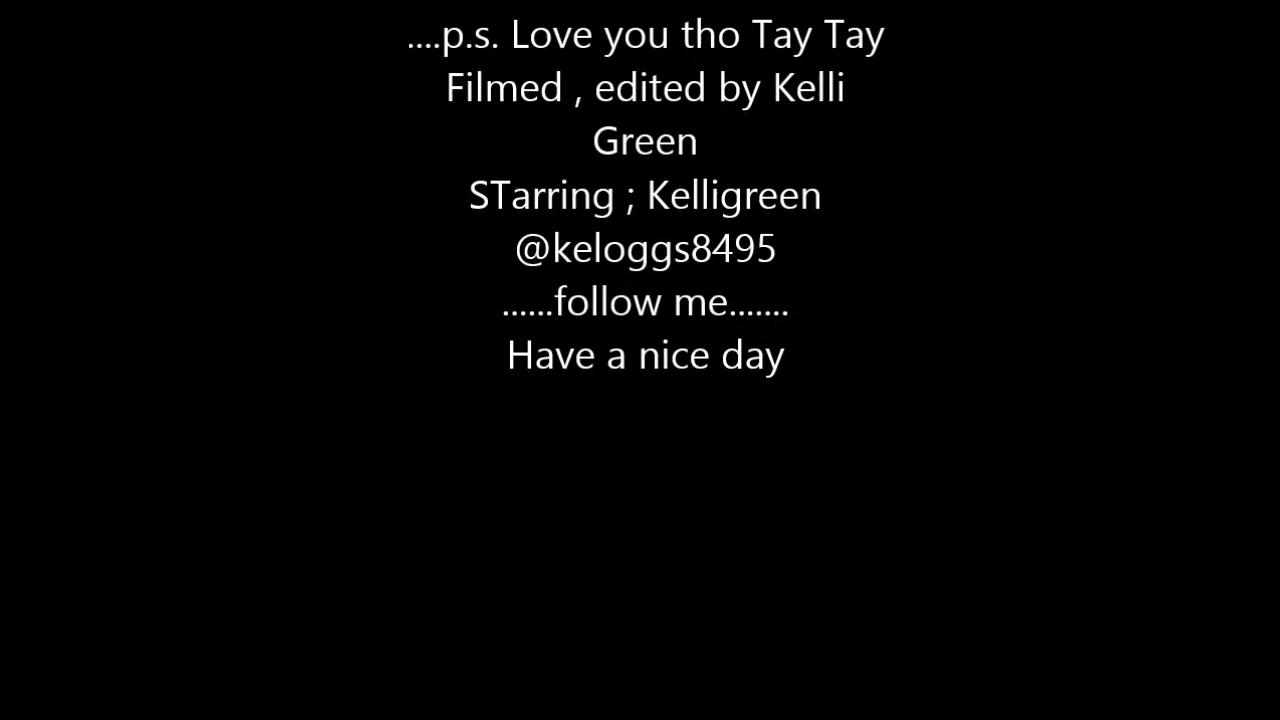 ....p.s. Love you tho Tay Tay
Filmed , edited by Kelli
Green
STarring ; Kelligreen
@keloggs8495
......follow me.......
Have a nice day